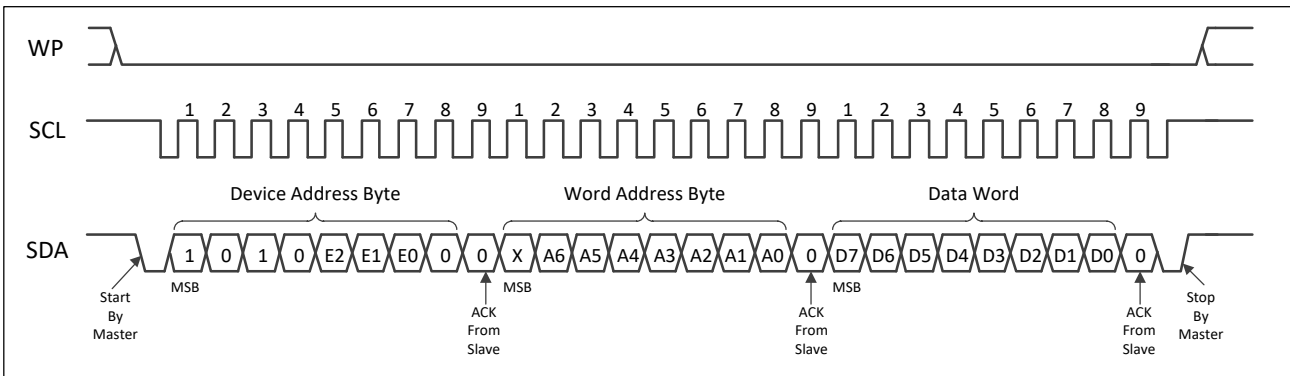 WP
1 2 3 4 5 6 7 8 9 1 2 3 4 5 6 7 8 9 1 2 3 4 5 6 7 8 9
SCL
Device Address Byte Word Address Byte Data Word
SDA 1 0 1 0 E2 E1 E0 0 0 X A6 A5 A4 A3 A2 A1 A0 0 D7 D6 D5 D4 D3 D2 D1 D0 0
MSB MSB MSB
Start
By
Master
ACK
From
Slave
ACK
From
Slave
ACK
From
Slave
Stop
By
Master